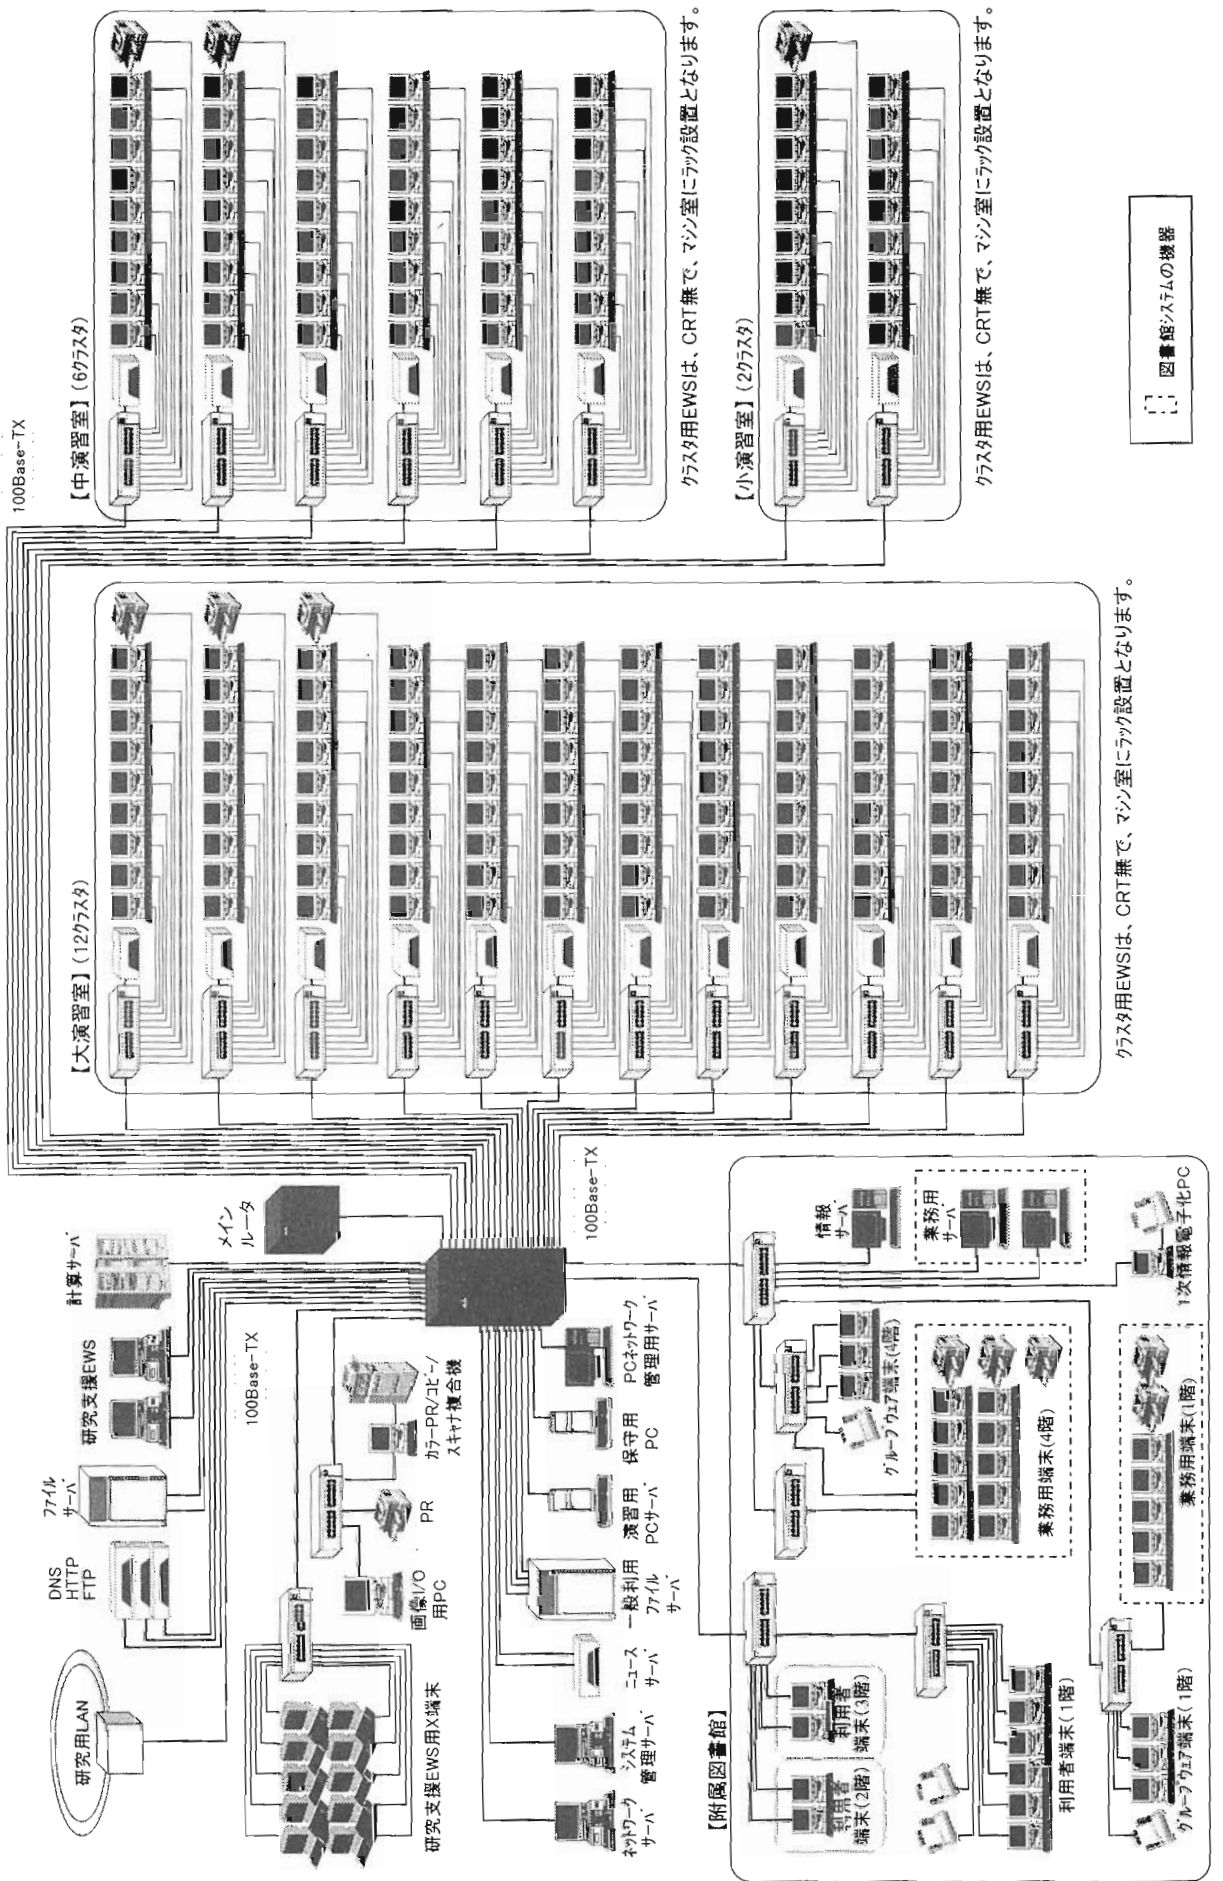 研究用LAN
DNS
HTTP
FTP
ファイル
サーバ
研究支援EWS
計算サーバ
メイン
ルータ
100Base-TX
100Base-TX
100Base-TX
研究支援EWS用X端末
画像I/O
用PC
PR
カラーPR/コピー/
スキャナ複合機
ネットワーク
サーバ
システム
管理サーバ
ニュース
サーバ
一般利用
ファイル
サーバ
演習用
PCサーバ
保守用
PC
PCネットワーク
管理用サーバ
【大演習室】(12クラスタ)
クラスタ用EWSは、CRT無で、マシン室にラック設置となります。
【中演習室】(6クラスタ)
クラスタ用EWSは、CRT無で、マシン室にラック設置となります。
【小演習室】(2クラスタ)
クラスタ用EWSは、CRT無で、マシン室にラック設置となります。
【附属図書館】
利用者
端末(2階)
利用者
端末(3階)
利用者端末(1階)
グループウェア端末(1階)
グループウェア端末(4階)
業務用端末(4階)
業務用端末(1階)
情報
サーバ
業務用
サーバ
1次情報電子化PC
図書館システムの機器